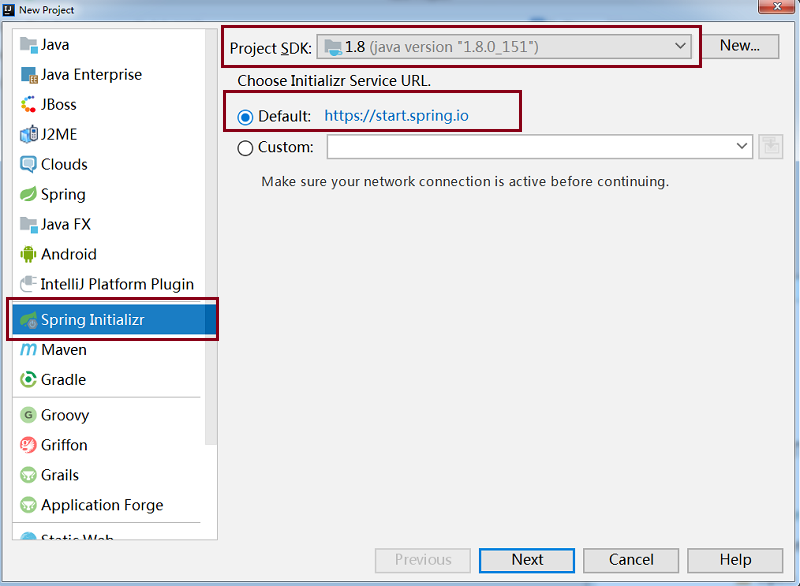 New Project
Java
Java Enterprise
JBoss
J2ME
Clouds
Spring
Java FX
Android
IntelliJ Platform Plugin
Spring Initializr
Maven
Gradle
Groovy
Griffon
Grails
Application Forge
Static Web
Project SDK: 1.8 (java version "1.8.0_151") New...
Choose Initializr Service URL.
Default: https://start.spring.io
Custom:
Make sure your network connection is active before continuing.
Previous Next Cancel Help